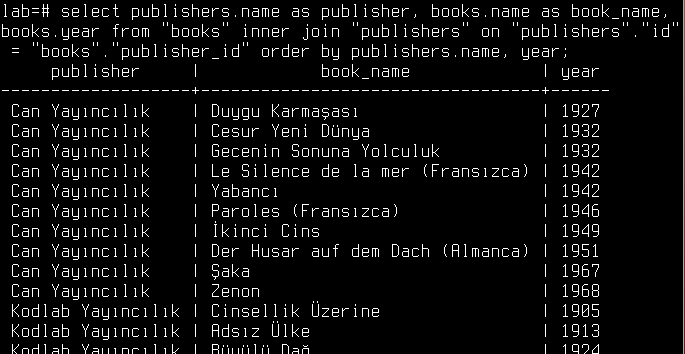 lab=# select publishers.name as publisher, books.name as book_name,
books.year from "books" inner join "publishers" on "publishers"."id"
= "books"."publisher_id" order by publishers.name, year;
publisher | book_name | year
------------------+----------------------------------+------
Can Yayıncılık | Duygu Karmaşası | 1927
Can Yayıncılık | Cesur Yeni Dünya | 1932
Can Yayıncılık | Gecenin Sonuna Yolculuk | 1932
Can Yayıncılık | Le Silence de la mer (Fransızca) | 1942
Can Yayıncılık | Yabancı | 1942
Can Yayıncılık | Paroles (Fransızca) | 1946
Can Yayıncılık | İkinci Cins | 1949
Can Yayıncılık | Der Husar auf dem Dach (Almanca) | 1951
Can Yayıncılık | Şaka | 1967
Can Yayıncılık | Zenon | 1968
Kodlab Yayıncılık | Cinsellik Üzerine | 1905
Kodlab Yayıncılık | Adsız Ülke | 1913
Kodlab Yayıncılık | Büyülü Dağ | 1924